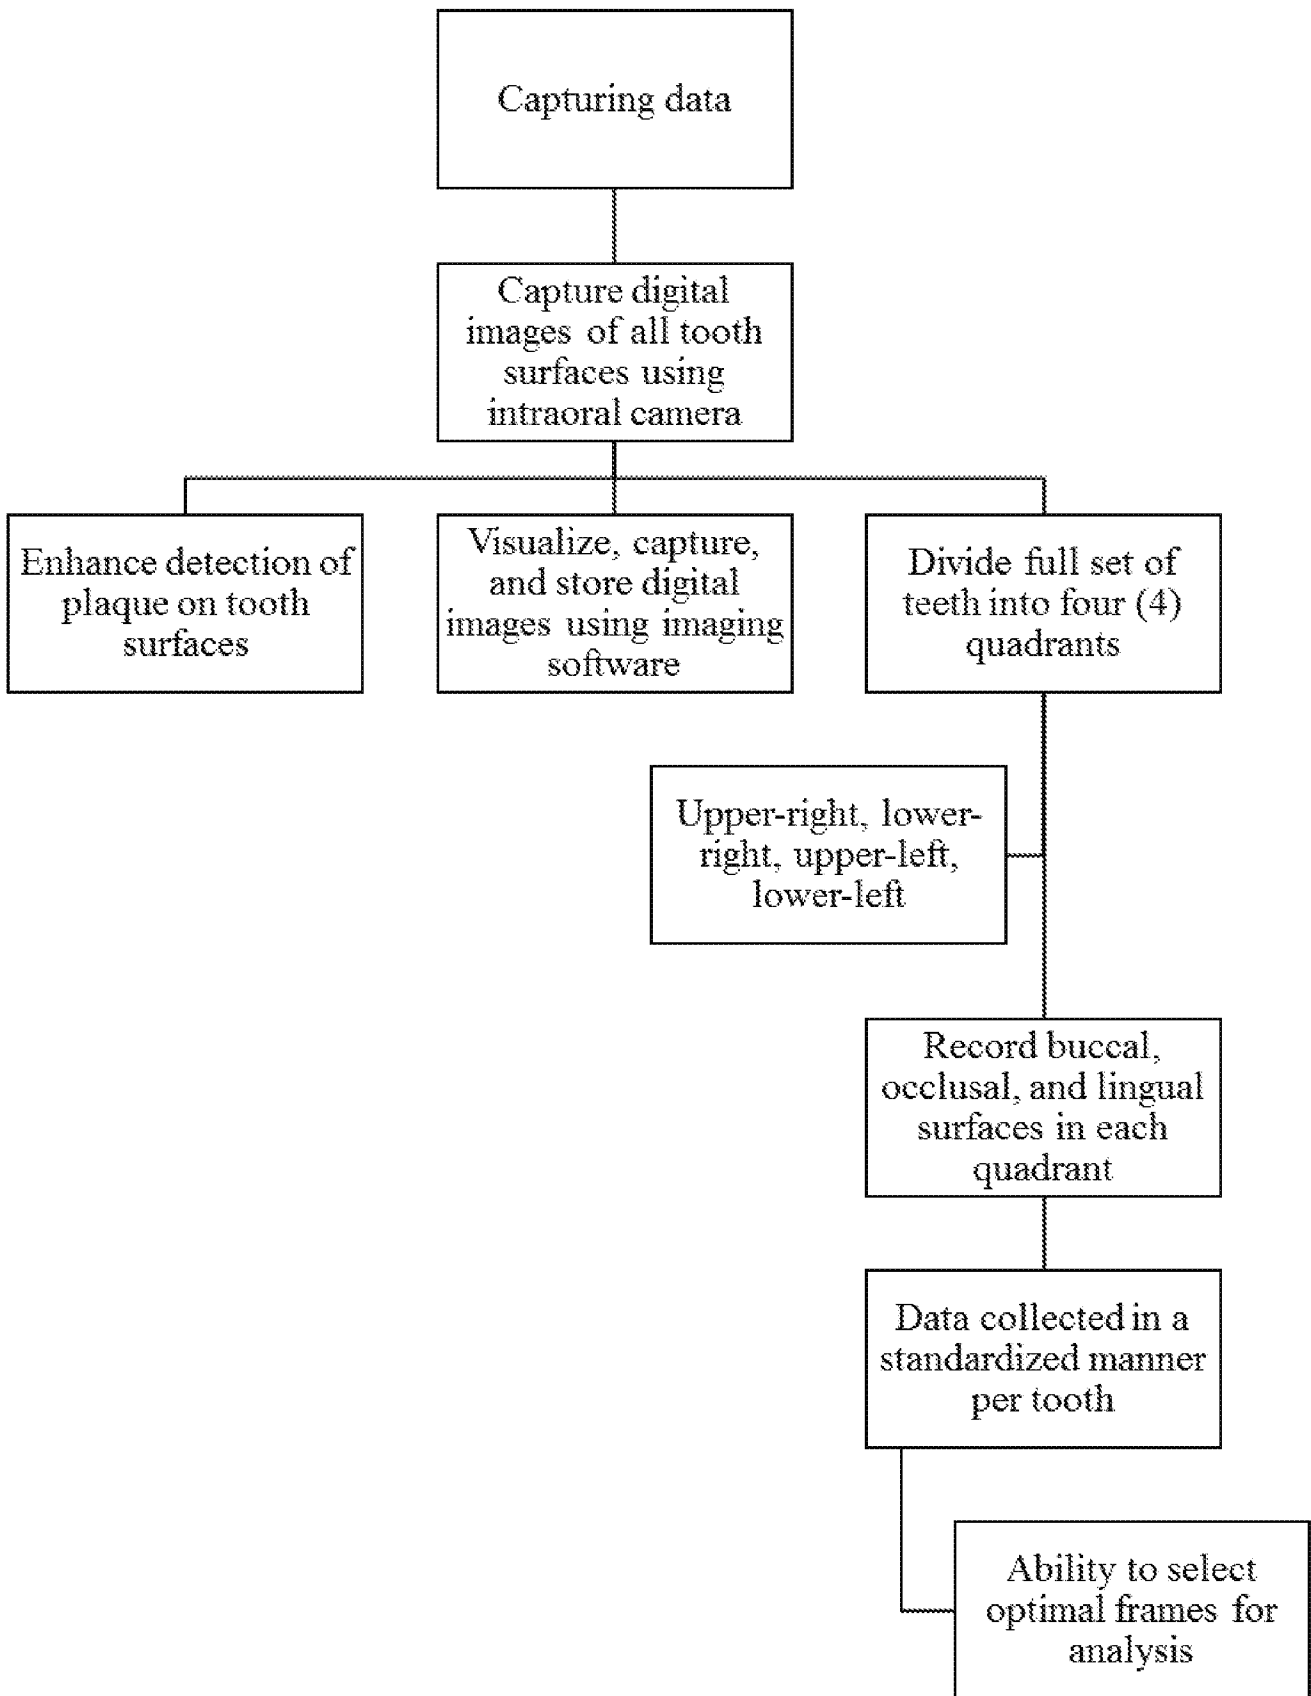 Capturing data
Capture digital
images of all tooth
surfaces using
intraoral camera
Enhance detection of
plaque on tooth
surfaces
Visualize, capture,
and store digital
images using imaging
software
Divide full set of
teeth into four (4)
quadrants
Upper-right, lower-
right, upper-left,
lower-left
Record buccal,
occlusal, and lingual
surfaces in each
quadrant
Data collected in a
standardized manner
per tooth
Ability to select
optimal frames for
analysis